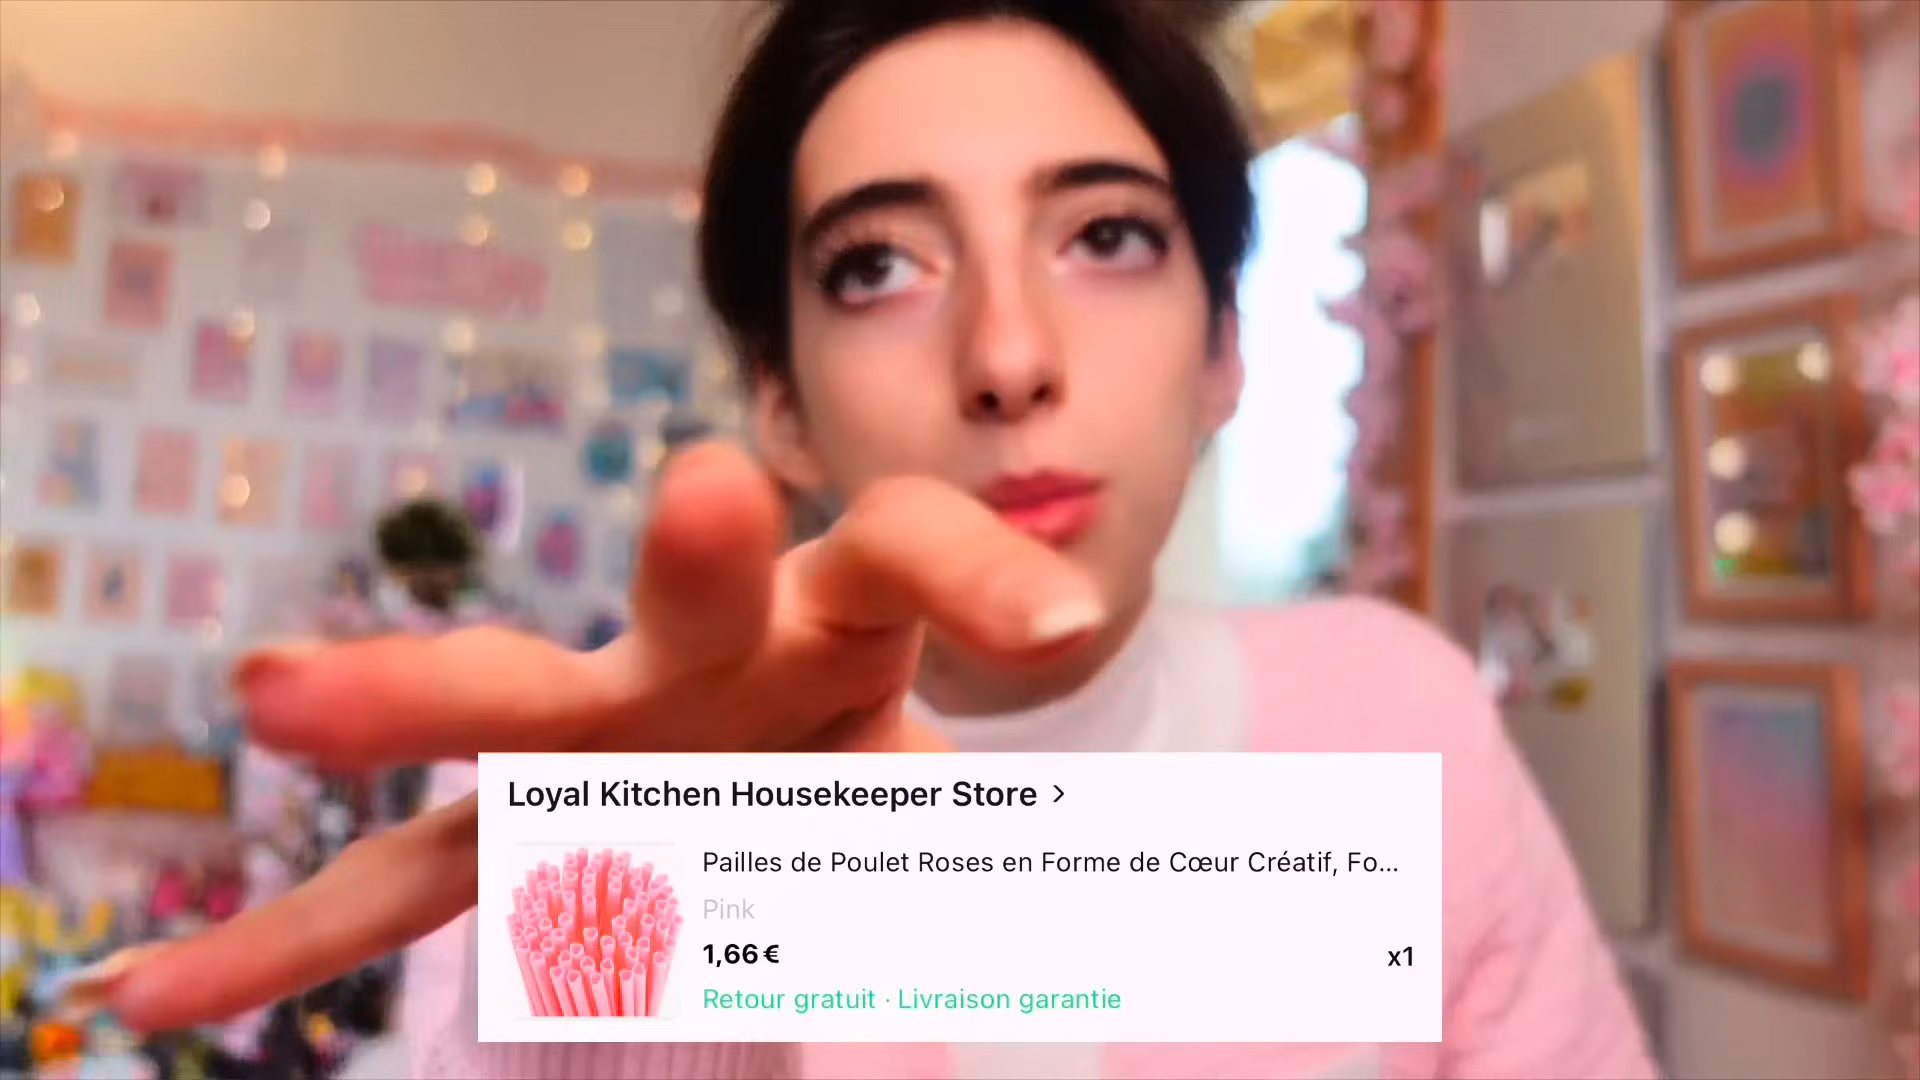 Loyal Kitchen Housekeeper Store >
Pailles de Poulet Roses en Forme de Cœur Créatif, Fo...
Pink
1,66€
x1
Retour gratuit · Livraison garantie